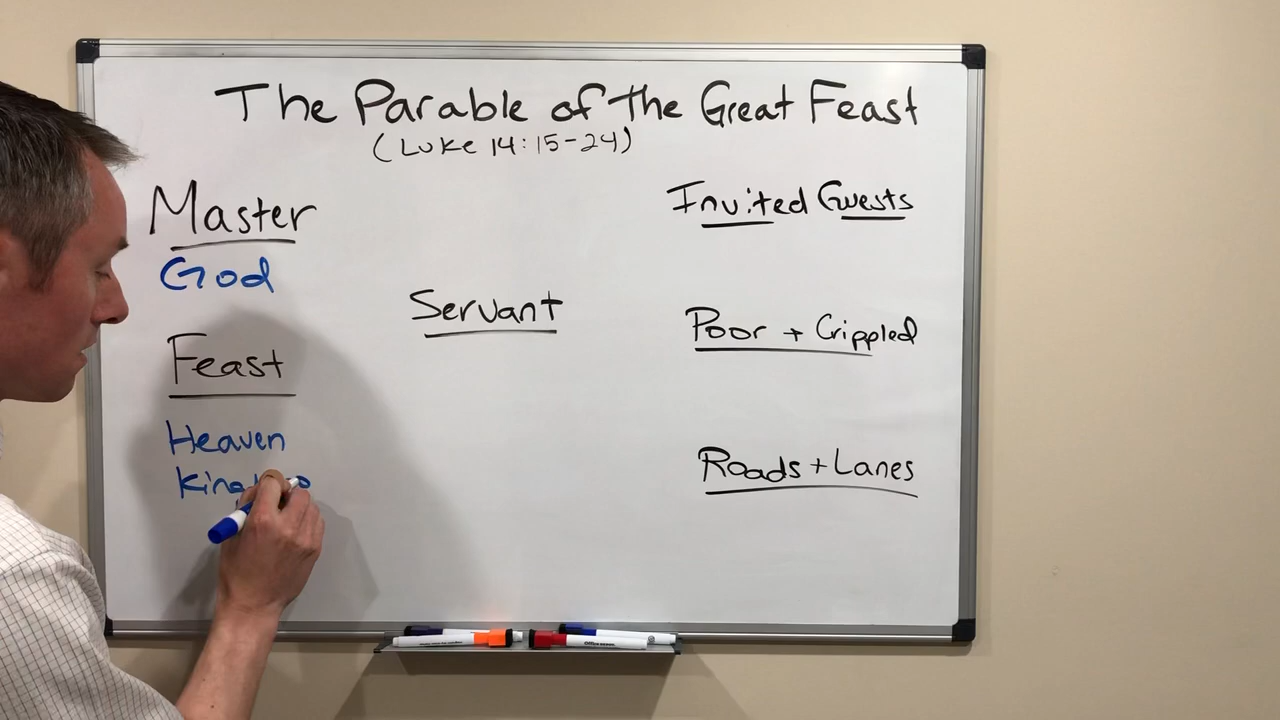 The Parable of the Great Feast
(Luke 14:15-24)
Master
God
Feast
Heaven
Servant
Invited Guests
Poor + Crippled
Roads + Lanes